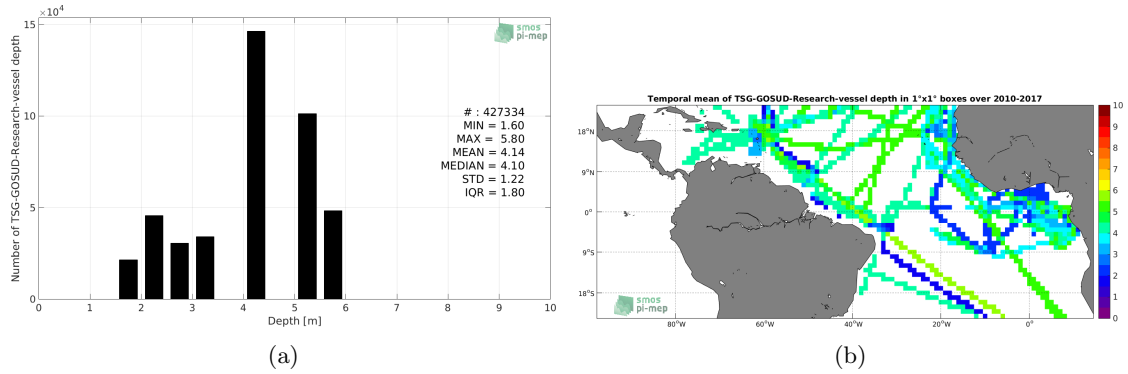 ×10⁴
15
10
5
0
Number of TSG-GOSUD-Research-vessel depth
smos
pi-mep
# : 427334
MIN = 1.60
MAX = 5.80
MEAN = 4.14
MEDIAN = 4.10
STD = 1.22
IQR = 1.80
0 1 2 3 4 5 6 7 8 9 10
Depth [m]
(a)
Temporal mean of TSG-GOSUD-Research-vessel depth in 1°x1° boxes over 2010-2017
18°N
9°N
0°
9°S
18°S
80°W 60°W 40°W 20°W 0°
smos
pi-mep
10
9
8
7
6
5
4
3
2
1
0
(b)